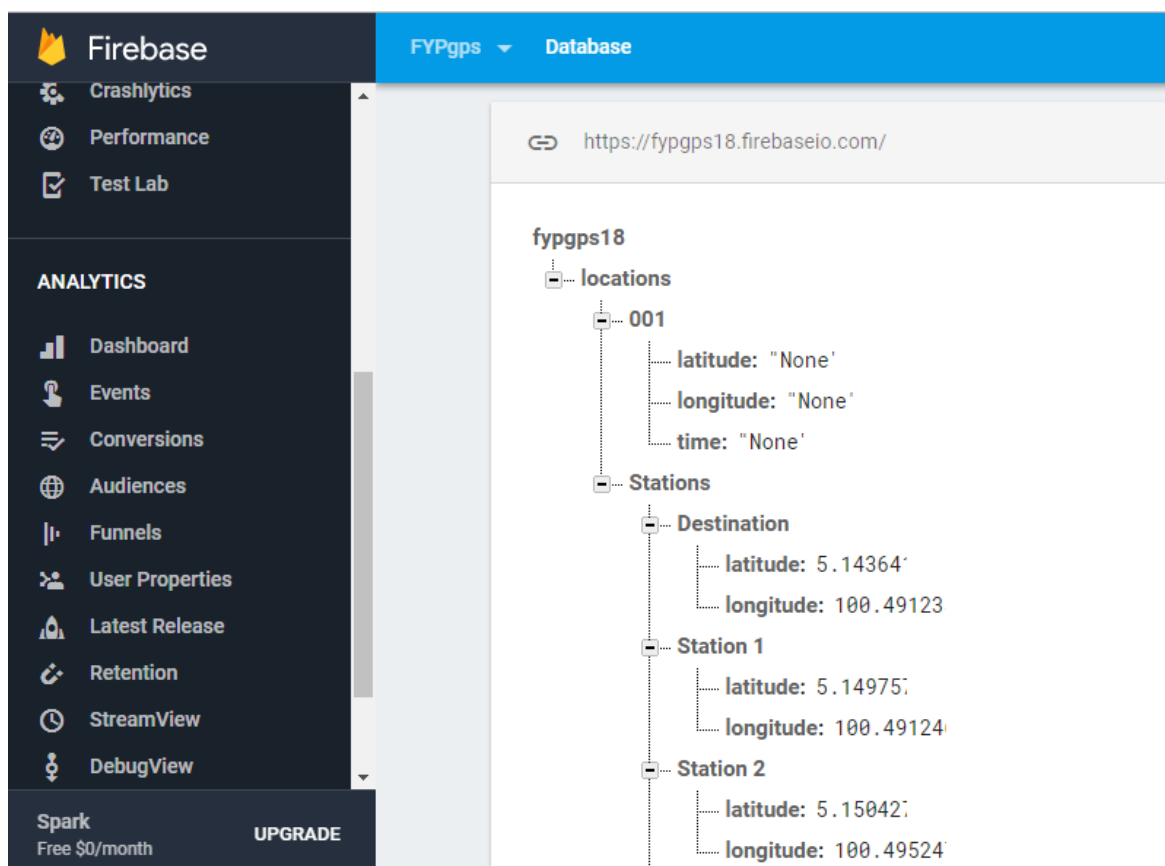 Firebase
Crashlytics
Performance
Test Lab
ANALYTICS
Dashboard
Events
Conversions
Audiences
Funnels
User Properties
Latest Release
Retention
StreamView
DebugView
Spark
Free $0/month
UPGRADE
FYPgps Database
https://fypgps18.firebaseio.com/
fypgps18
locations
001
latitude: "None'
longitude: "None'
time: "None'
Stations
Destination
latitude: 5.14364
longitude: 100.49123
Station 1
latitude: 5.14975
longitude: 100.49124
Station 2
latitude: 5.15042
longitude: 100.49524